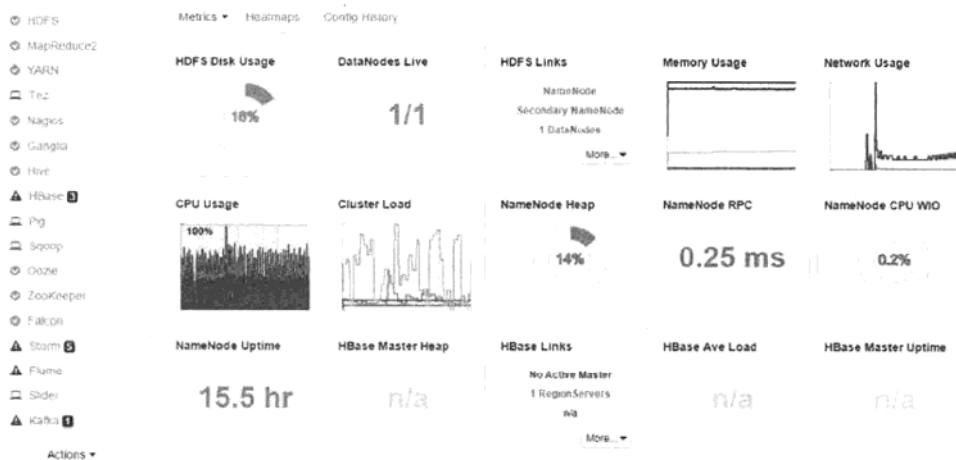 HDFS
MapReduce2
YARN
Tez
Nagios
Ganglia
Hive
HBase 3
Pig
Sqoop
Oozie
ZooKeeper
Falcon
Storm 5
Flume
Slider
Kafka 1
Actions
Metrics Heatmaps Config History
HDFS Disk Usage
16%
DataNodes Live
1/1
HDFS Links
NameNode
Secondary NameNode
1 DataNodes
More...
Memory Usage
Network Usage
CPU Usage
100%
Cluster Load
NameNode Heap
14%
NameNode RPC
0.25 ms
NameNode CPU WIO
0.2%
NameNode Uptime
15.5 hr
HBase Master Heap
n/a
HBase Links
No Active Master
1 RegionServers
n/a
More...
HBase Ave Load
n/a
HBase Master Uptime
n/a